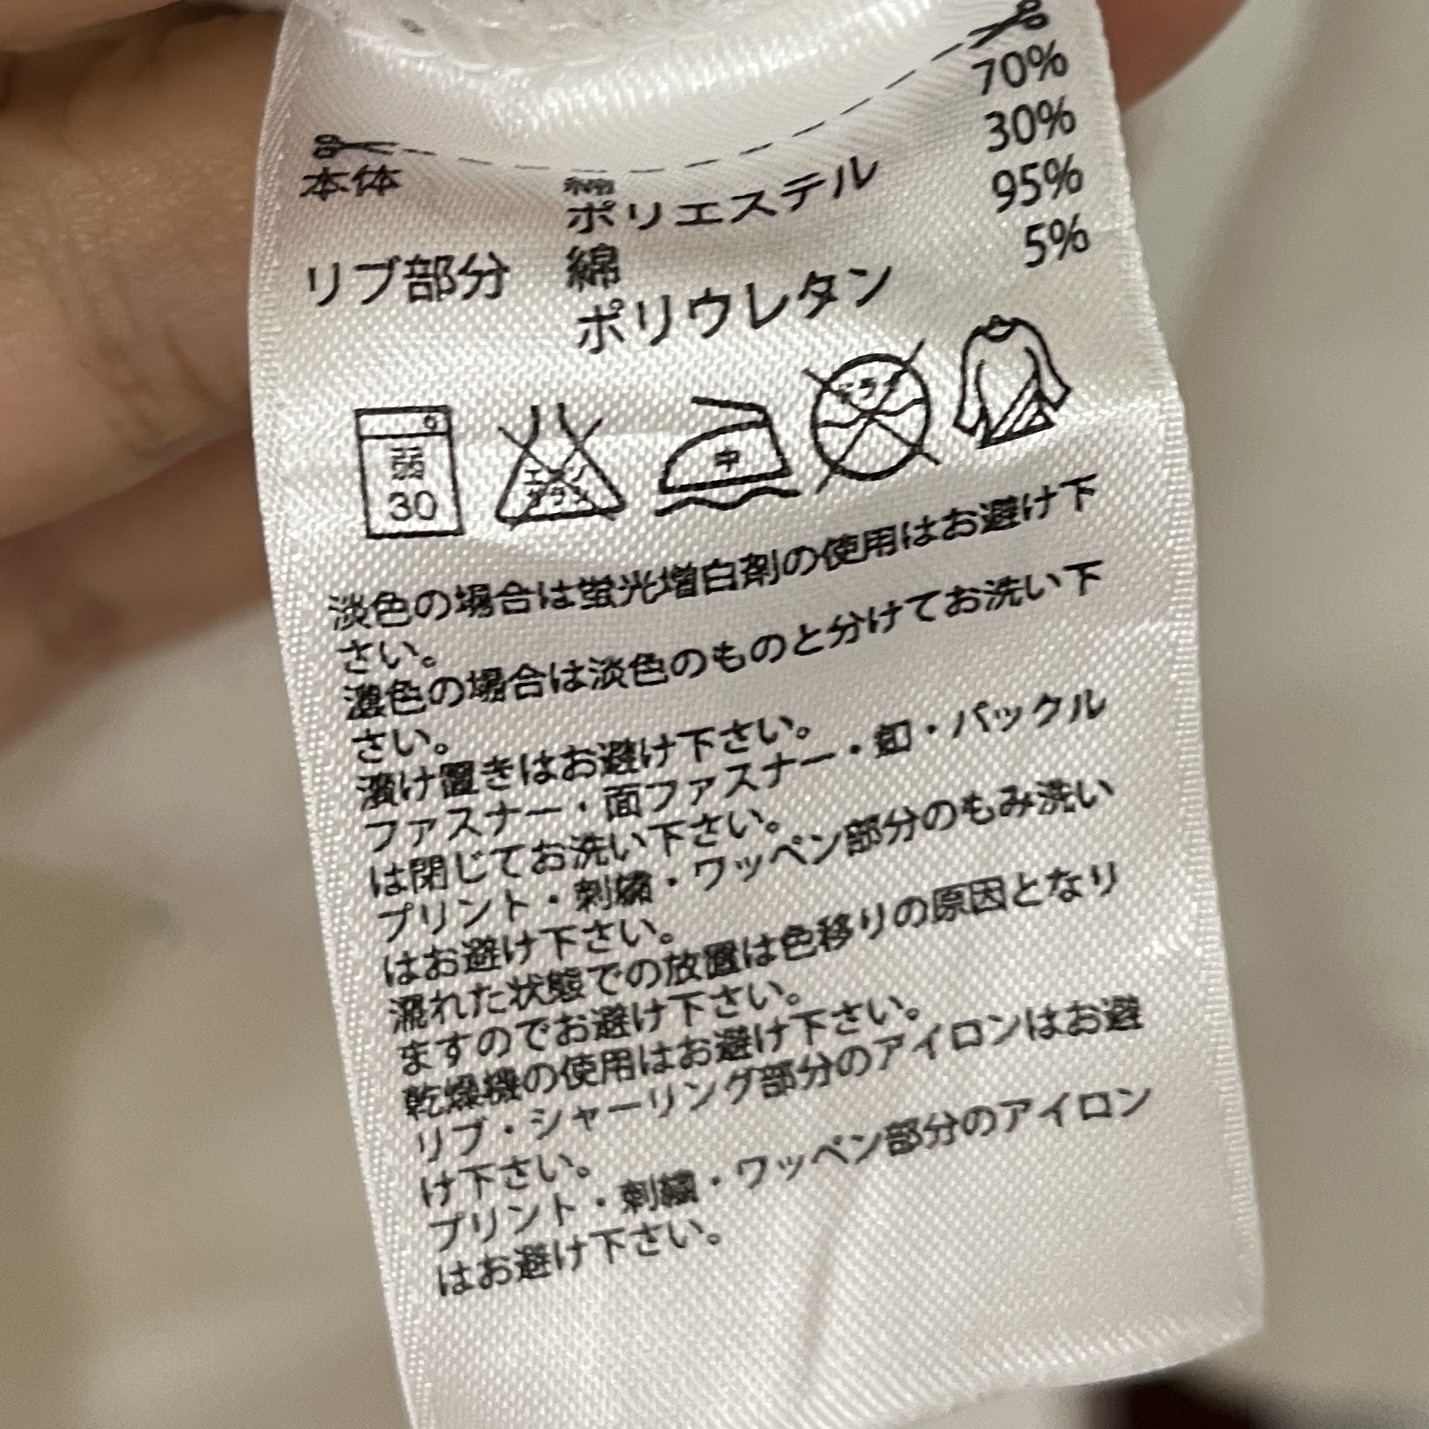 本体 綿 70%
ポリエステル 30%
リブ部分 綿 95%
ポリウレタン 5%
弱
30
エンソ
サラシ
中
ドライ
淡色の場合は蛍光増白剤の使用はお避け下
さい。
濃色の場合は淡色のものと分けてお洗い下
さい。
漬け置きはお避け下さい。
ファスナー・面ファスナー・釦・バックル
は閉じてお洗い下さい。
プリント・刺繍・ワッペン部分のもみ洗い
はお避け下さい。
濡れた状態での放置は色移りの原因となり
ますのでお避け下さい。
乾燥機の使用はお避け下さい。
リブ・シャーリング部分のアイロンはお避
け下さい。
プリント・刺繍・ワッペン部分のアイロン
はお避け下さい。